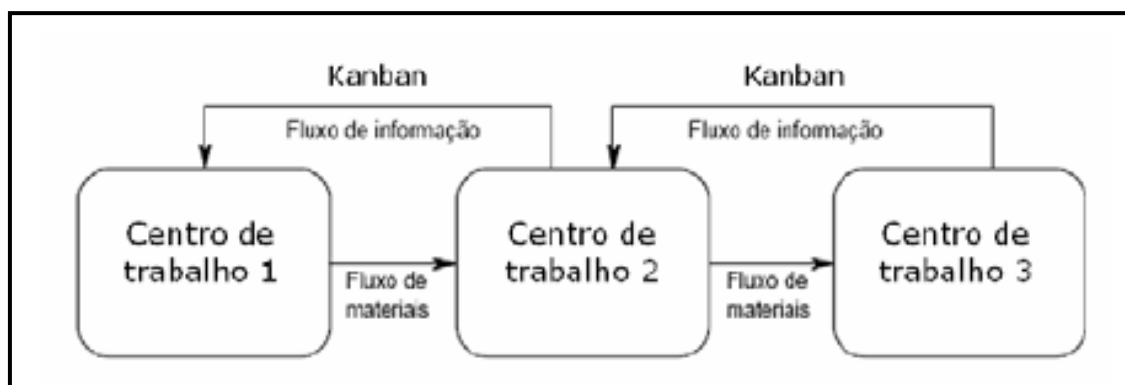 Kanban
Kanban
Fluxo de informação
Fluxo de informação
Centro de
trabalho 1
Fluxo de
materiais
Centro de
trabalho 2
Fluxo de
materiais
Centro de
trabalho 3